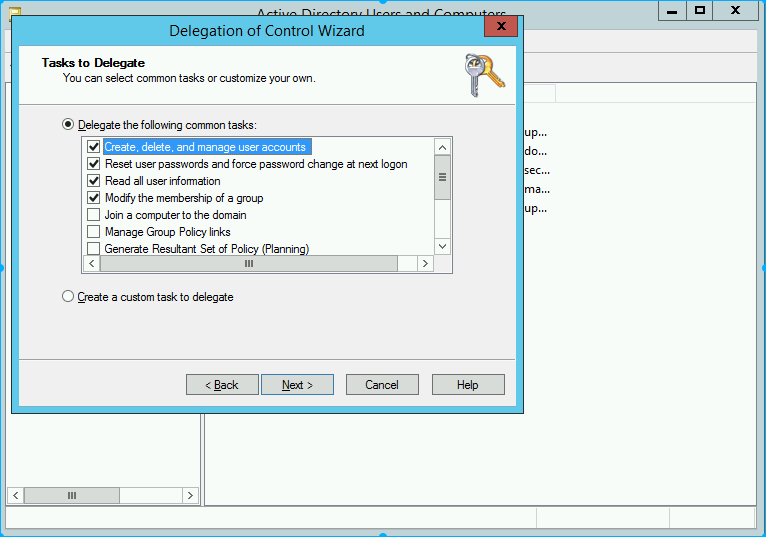 Active Directory Users and Computers
Delegation of Control Wizard
X
Tasks to Delegate
You can select common tasks or customize your own.
Delegate the following common tasks:
Create, delete, and manage user accounts
Reset user passwords and force password change at next logon
Read all user information
Modify the membership of a group
Join a computer to the domain
Manage Group Policy links
Generate Resultant Set of Policy (Planning)
Create a custom task to delegate
< Back
Next >
Cancel
Help
up...
do...
sec...
ma...
up...